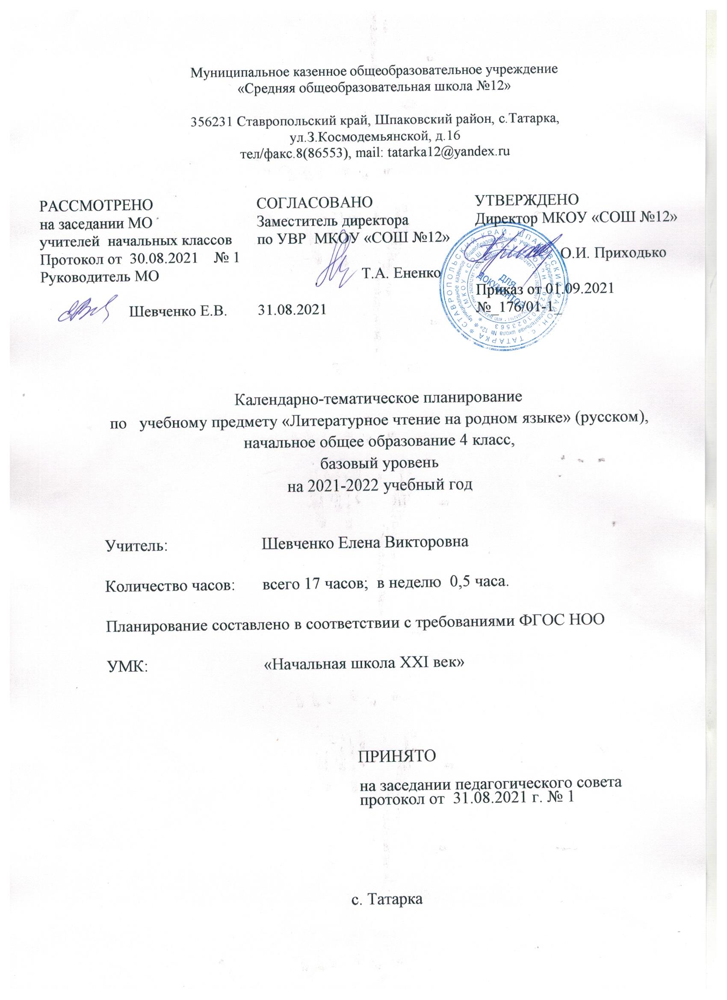 Муниципальное казенное общеобразовательное учреждение
«Средняя общеобразовательная школа №12»
356231 Ставропольский край, Шпаковский район, с.Татарка,
ул.З.Космодемьянской, д.16
тел/факс.8(86553), mail: tatarka12@yandex.ru
РАССМОТРЕНО
на заседании МО
учителей начальных классов
Протокол от 30.08.2021 № 1
Руководитель МО
Шевченко Е.В.
СОГЛАСОВАНО
Заместитель директора
по УВР МКОУ «СОШ №12»
Т.А. Ененко
31.08.2021
УТВЕРЖДЕНО
Директор МКОУ «СОШ №12»
О.И. Приходько
Приказ от 01.09.2021
№_176/01-1_
СТАВРОПОЛЬСКИЙ КРАЙ, ШПАКОВСКИЙ РАЙОН, с. ТАТАРКА
ДЛЯ
ДОКУМЕНТОВ
Календарно-тематическое планирование
по учебному предмету «Литературное чтение на родном языке» (русском),
начальное общее образование 4 класс,
базовый уровень
на 2021-2022 учебный год
Учитель: Шевченко Елена Викторовна
Количество часов: всего 17 часов; в неделю 0,5 часа.
Планирование составлено в соответствии с требованиями ФГОС НОО
УМК: «Начальная школа XXI век»
ПРИНЯТО
на заседании педагогического совета
протокол от 31.08.2021 г. № 1
с. Татарка